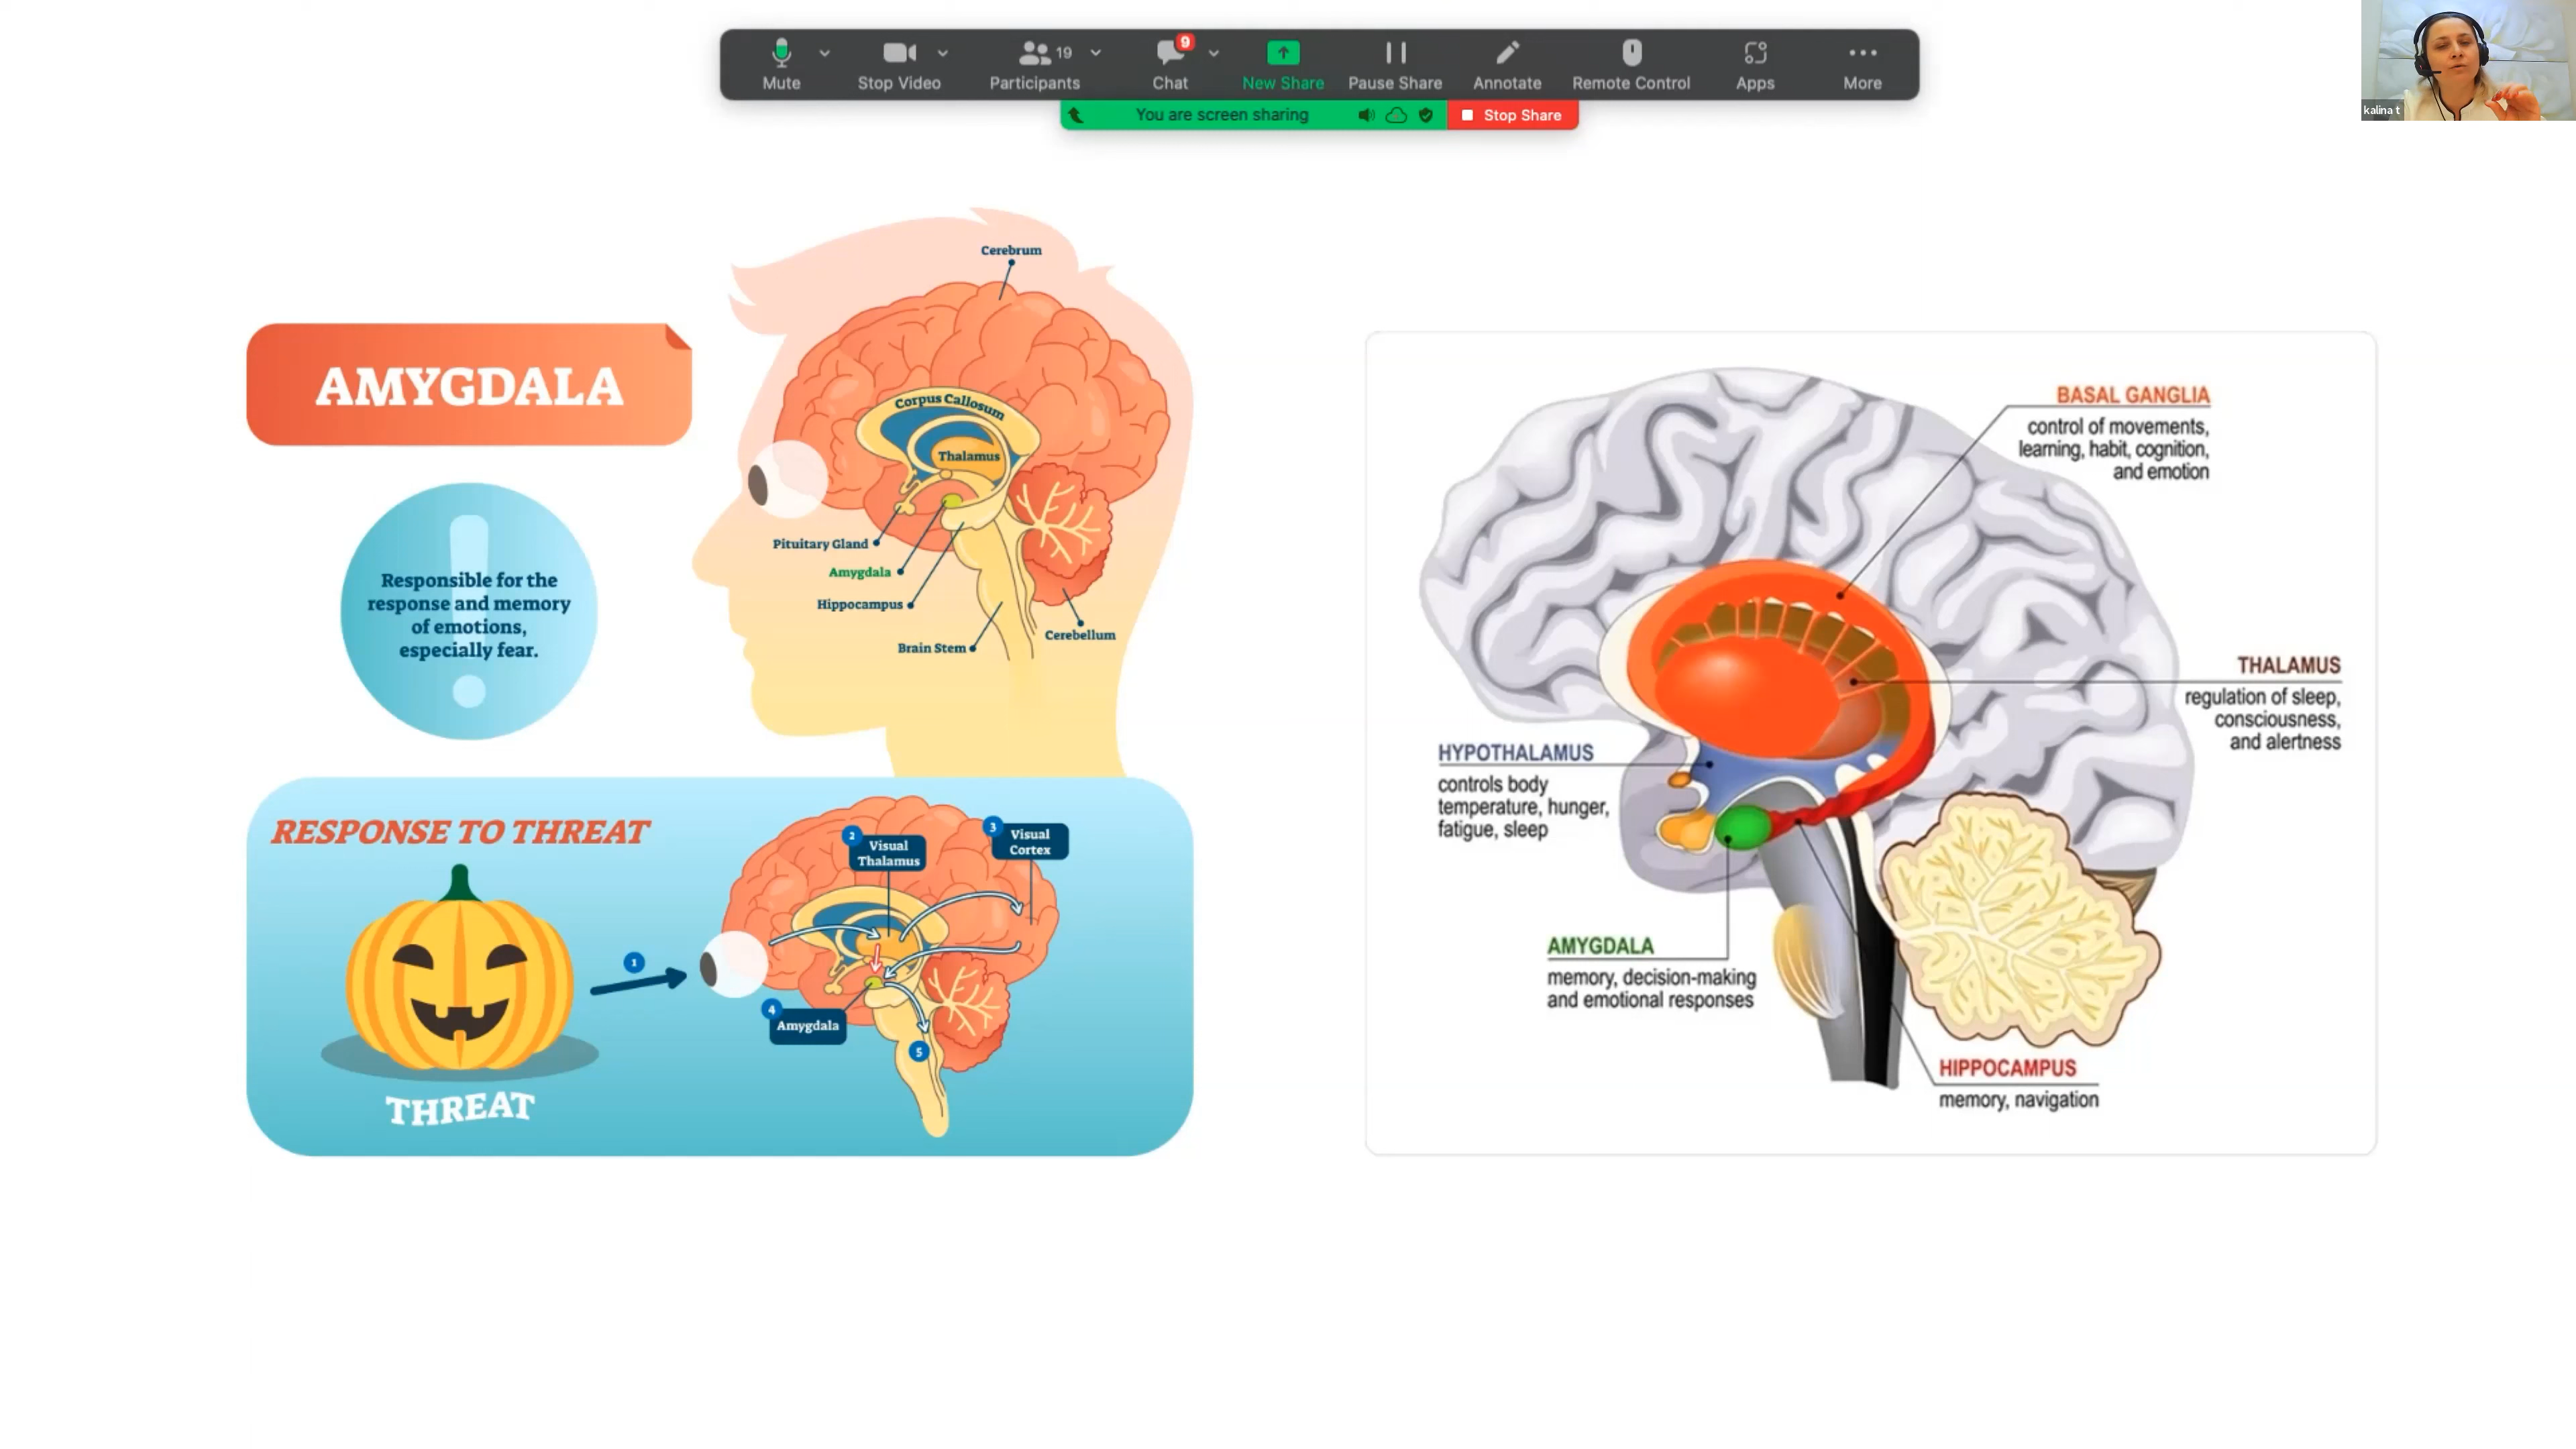 Mute
Stop Video
Participants
19
Chat
9
New Share
Pause Share
Annotate
Remote Control
Apps
More
You are screen sharing
Stop Share
kalina t
AMYGDALA
Responsible for the
response and memory
of emotions,
especially fear.
Cerebrum
Corpus Callosum
Thalamus
Pituitary Gland
Amygdala
Hippocampus
Brain Stem
Cerebellum
RESPONSE TO THREAT
THREAT
1
2
Visual
Thalamus
3
Visual
Cortex
4
Amygdala
5
BASAL GANGLIA
control of movements,
learning, habit, cognition,
and emotion
THALAMUS
regulation of sleep,
consciousness,
and alertness
HYPOTHALAMUS
controls body
temperature, hunger,
fatigue, sleep
AMYGDALA
memory, decision-making
and emotional responses
HIPPOCAMPUS
memory, navigation